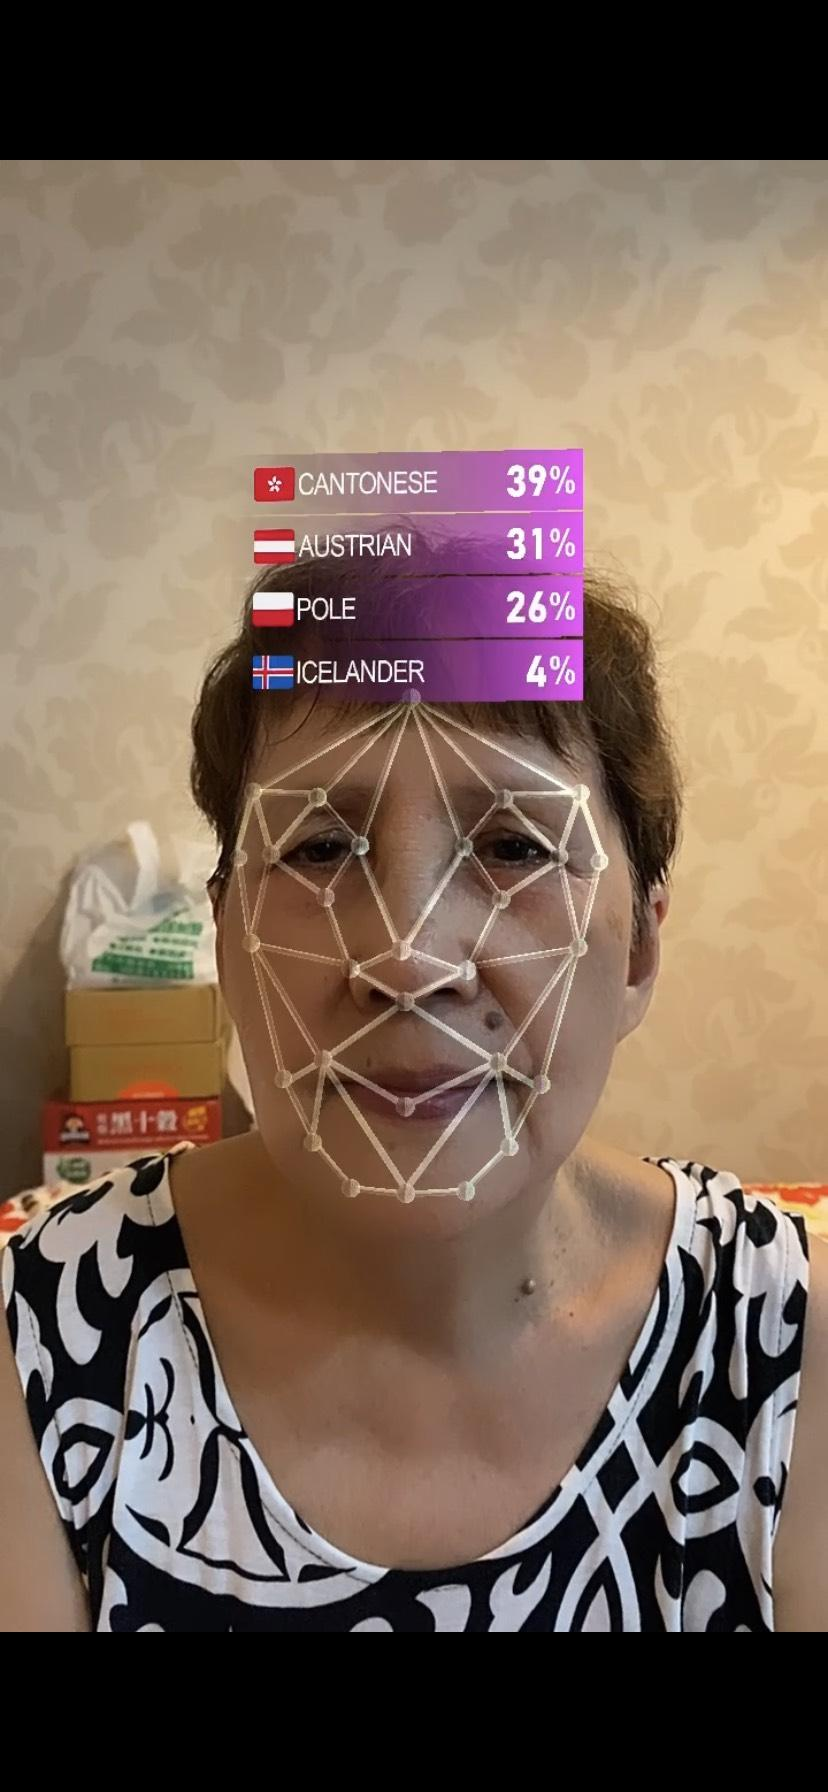 CANTONESE 39%
AUSTRIAN 31%
POLE 26%
ICELANDER 4%
黑十穀